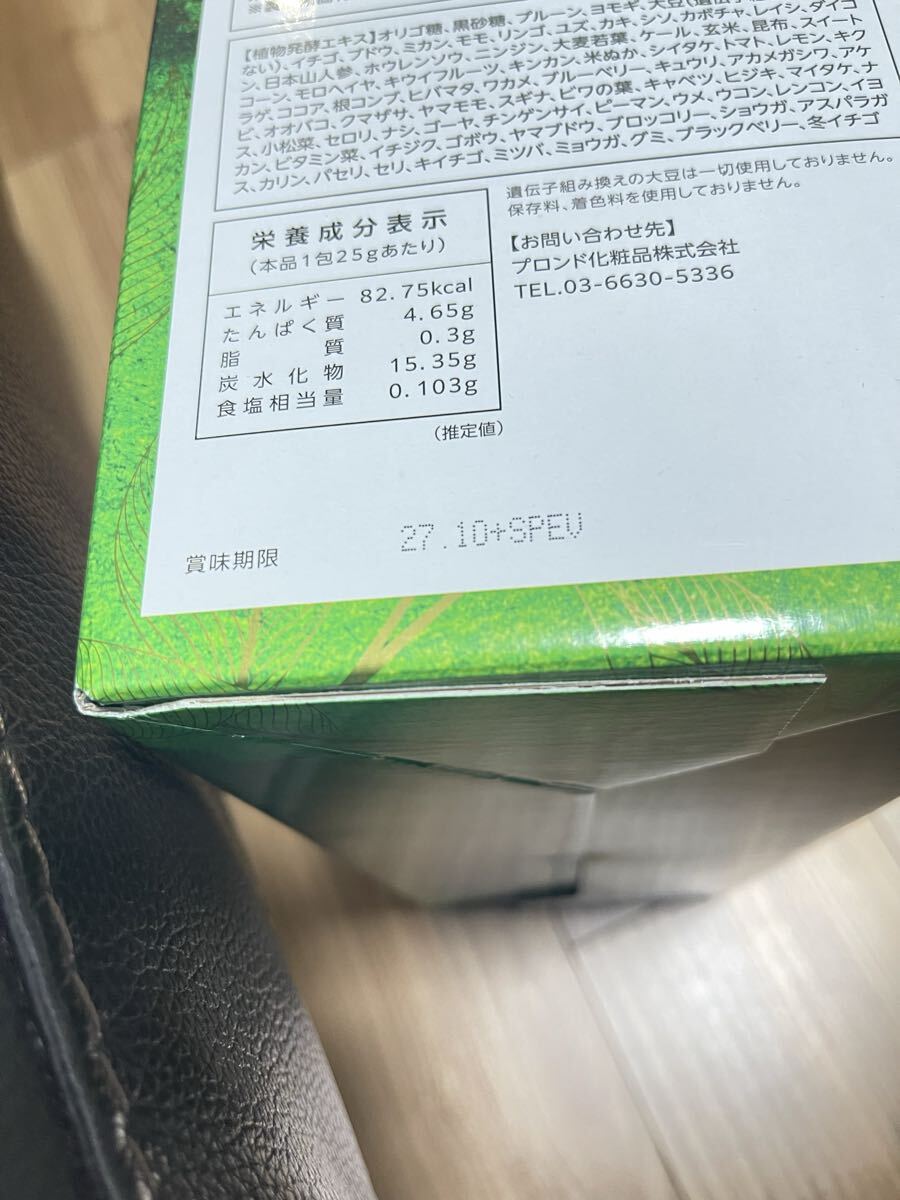 【植物発酵エキス】オリゴ糖、黒砂糖、プルーン、ヨモギ、大豆(遺伝子組
ない)、イチゴ、ブドウ、ミカン、モモ、リンゴ、ユズ、カキ、シソ、カボチャ、レイシ、ダイコ
ン、日本山人参、ホウレンソウ、ニンジン、大麦若葉、ケール、玄米、昆布、スイート
コーン、モロヘイヤ、キウイフルーツ、キンカン、米ぬか、シイタケ、トマト、レモン、キク
ラゲ、ココア、根コンブ、ヒバマタ、ワカメ、ブルーベリー、キュウリ、アカメガシワ、アケ
ビ、オオバコ、クマザサ、ヤマモモ、スギナ、ビワの葉、キャベツ、ヒジキ、マイタケ、ナ
ス、小松菜、セロリ、ナシ、ゴーヤ、チンゲンサイ、ピーマン、ウメ、ウコン、レンコン、イヨ
カン、ビタミン菜、イチジク、ゴボウ、ヤマブドウ、ブロッコリー、ショウガ、アスパラガ
ス、カリン、パセリ、セリ、キイチゴ、ミツバ、ミョウガ、グミ、ブラックベリー、冬イチゴ
遺伝子組み換えの大豆は一切使用しておりません。
保存料、着色料を使用しておりません。
【お問い合わせ先】
ブロンド化粧品株式会社
TEL.03-6630-5336
栄養成分表示
(本品1包25gあたり)
エネルギー 82.75kcal
たんぱく質 4.65g
脂質 0.3g
炭水化物 15.35g
食塩相当量 0.103g
(推定値)
賞味期限 27.10+SPEV